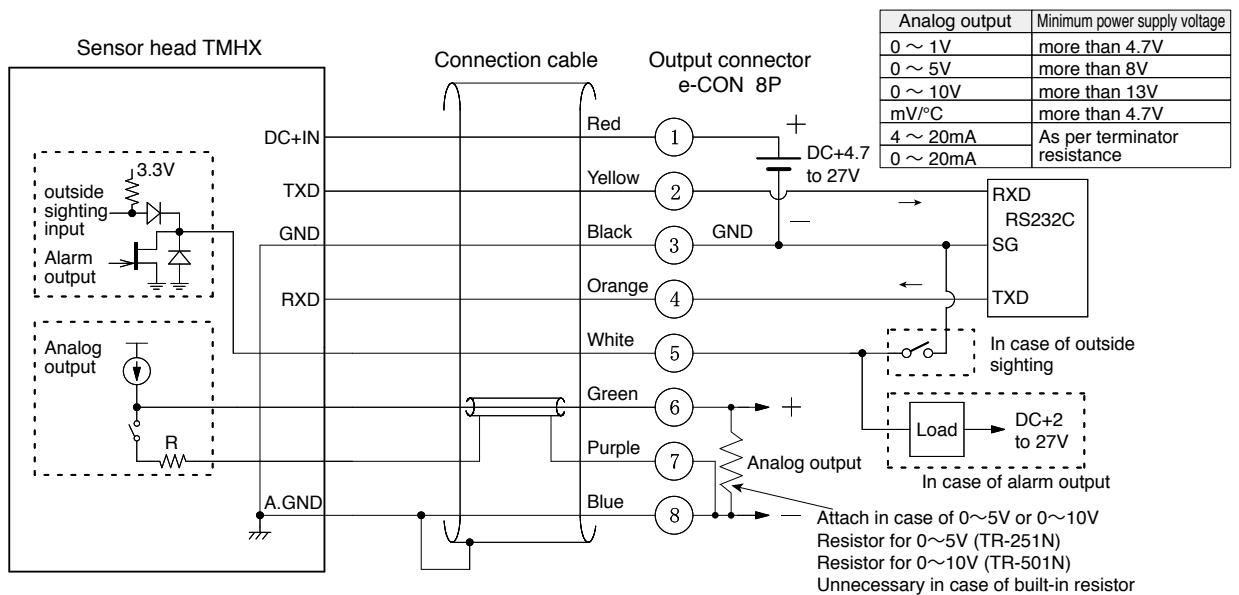 Analog output Minimum power supply voltage
0 ～ 1V more than 4.7V
0 ～ 5V more than 8V
0 ～ 10V more than 13V
mV/°C more than 4.7V
4 ～ 20mA As per terminator
0 ～ 20mA resistance
Sensor head TMHX
Connection cable
Output connector
e-CON 8P
DC+IN
Red
1
+
DC+4.7
to 27V
3.3V
outside
sighting
input
TXD
Yellow
2
→
RXD
RS232C
GND
Black
3
GND
—
SG
Alarm
output
RXD
Orange
4
←
TXD
White
5
In case of outside
sighting
Analog
output
Green
6
+
Load
DC+2
to 27V
R
Purple
7
Analog output
In case of alarm output
A.GND
Blue
8
—
Attach in case of 0～5V or 0～10V
Resistor for 0～5V (TR-251N)
Resistor for 0～10V (TR-501N)
Unnecessary in case of built-in resistor